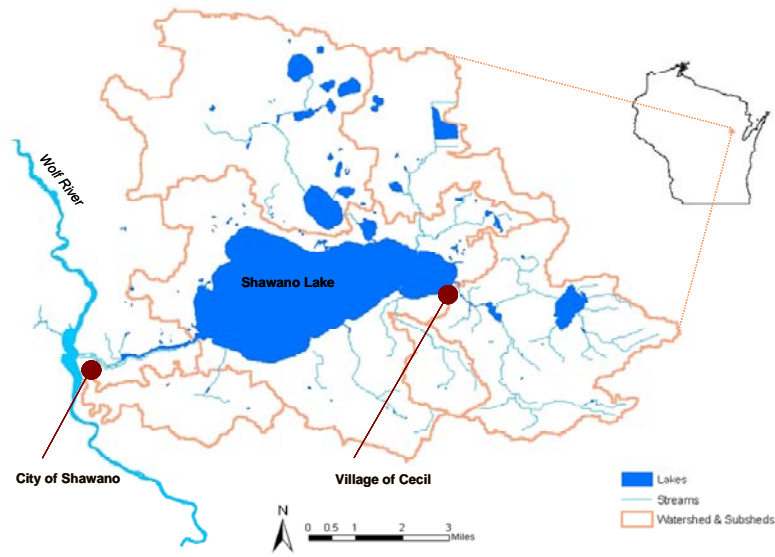 Wolf River
Shawano Lake
City of Shawano
Village of Cecil
Lakes
Streams
Watershed & Subsheds
N
0 0.5 1 2 3
Miles